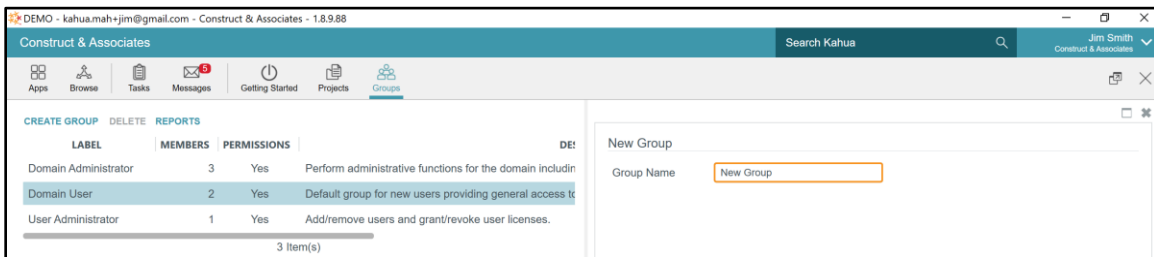 DEMO - kahua.mah+jim@gmail.com - Construct & Associates - 1.8.9.88
Construct & Associates
Search Kahua
Jim Smith
Construct & Associates
Apps
Browse
Tasks
5
Messages
Getting Started
Projects
Groups
CREATE GROUP DELETE REPORTS
LABEL MEMBERS PERMISSIONS DES
Domain Administrator 3 Yes Perform administrative functions for the domain includin
Domain User 2 Yes Default group for new users providing general access to
User Administrator 1 Yes Add/remove users and grant/revoke user licenses.
3 Item(s)
New Group
Group Name New Group